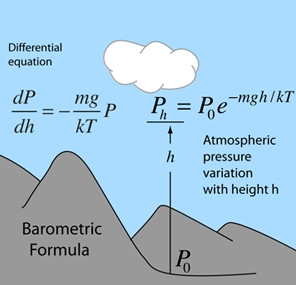 Differential
equation
dP/dh = -mg/kT P
P_h = P_0 e^{-mgh/kT}
h
Atmospheric
pressure
variation
with height h
Barometric
Formula
P_0